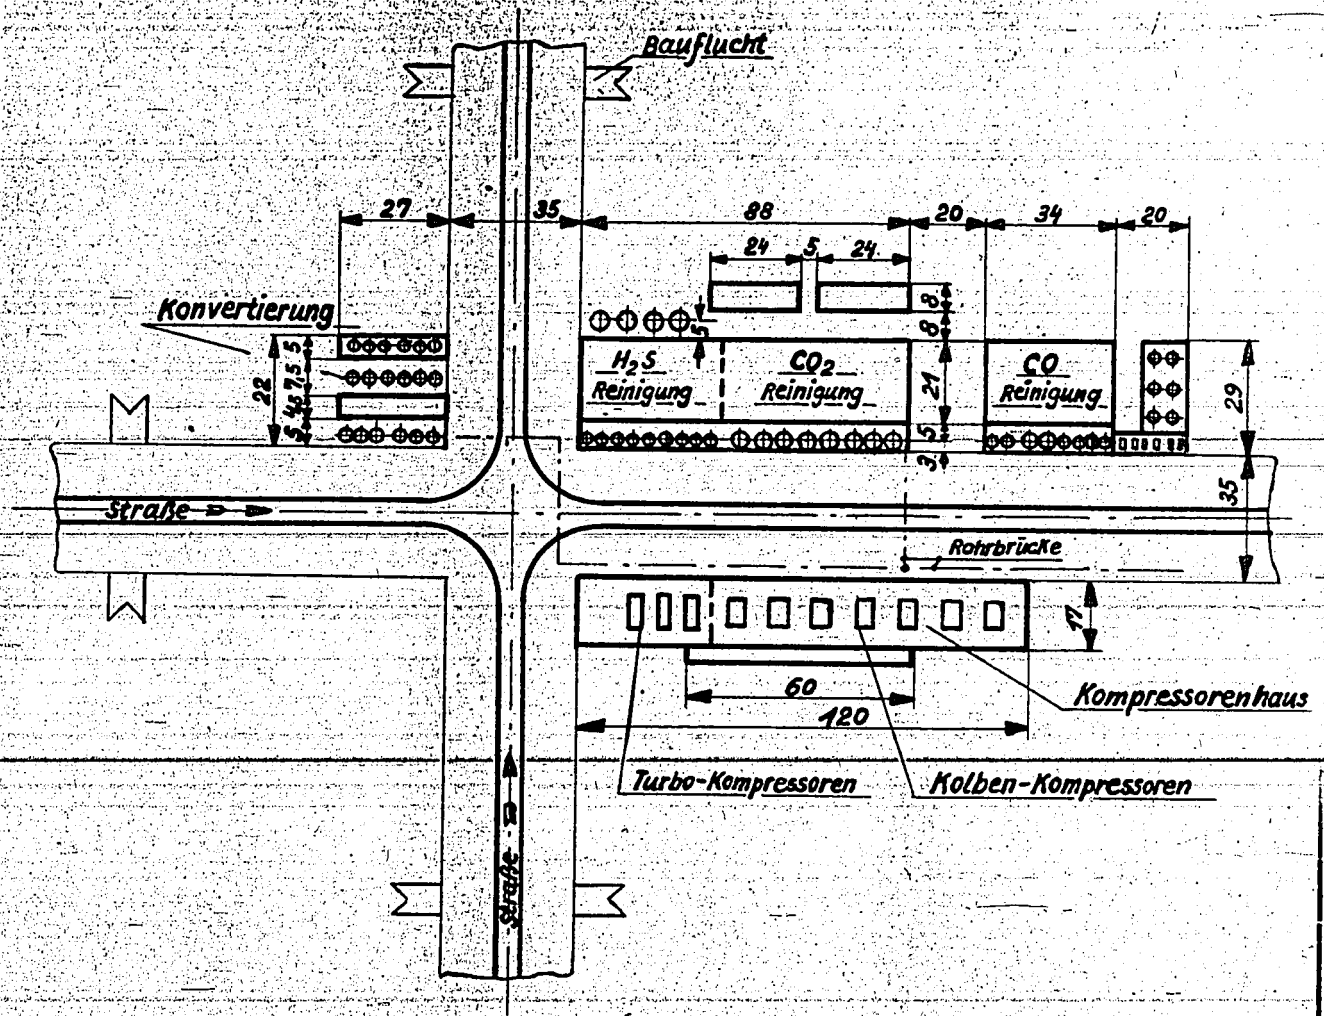 Bauflucht
27
35
88
20
34
20
24
5
24
8
8
5
Konvertierung
22
5
7,5
4,5
5
H2S
Reinigung
CO2
Reinigung
21
5
3
CO
Reinigung
29
35
Straße
Rohrbrücke
17
60
120
Kompressorenhaus
Turbo-Kompressoren
Kolben-Kompressoren
Straße